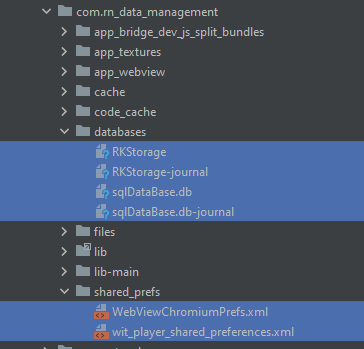 com.rn_data_management
app_bridge_dev_js_split_bundles
app_textures
app_webview
cache
code_cache
databases
RKStorage
RKStorage-journal
sqlDataBase.db
sqlDataBase.db-journal
files
lib
lib-main
shared_prefs
WebViewChromiumPrefs.xml
wit_player_shared_preferences.xml